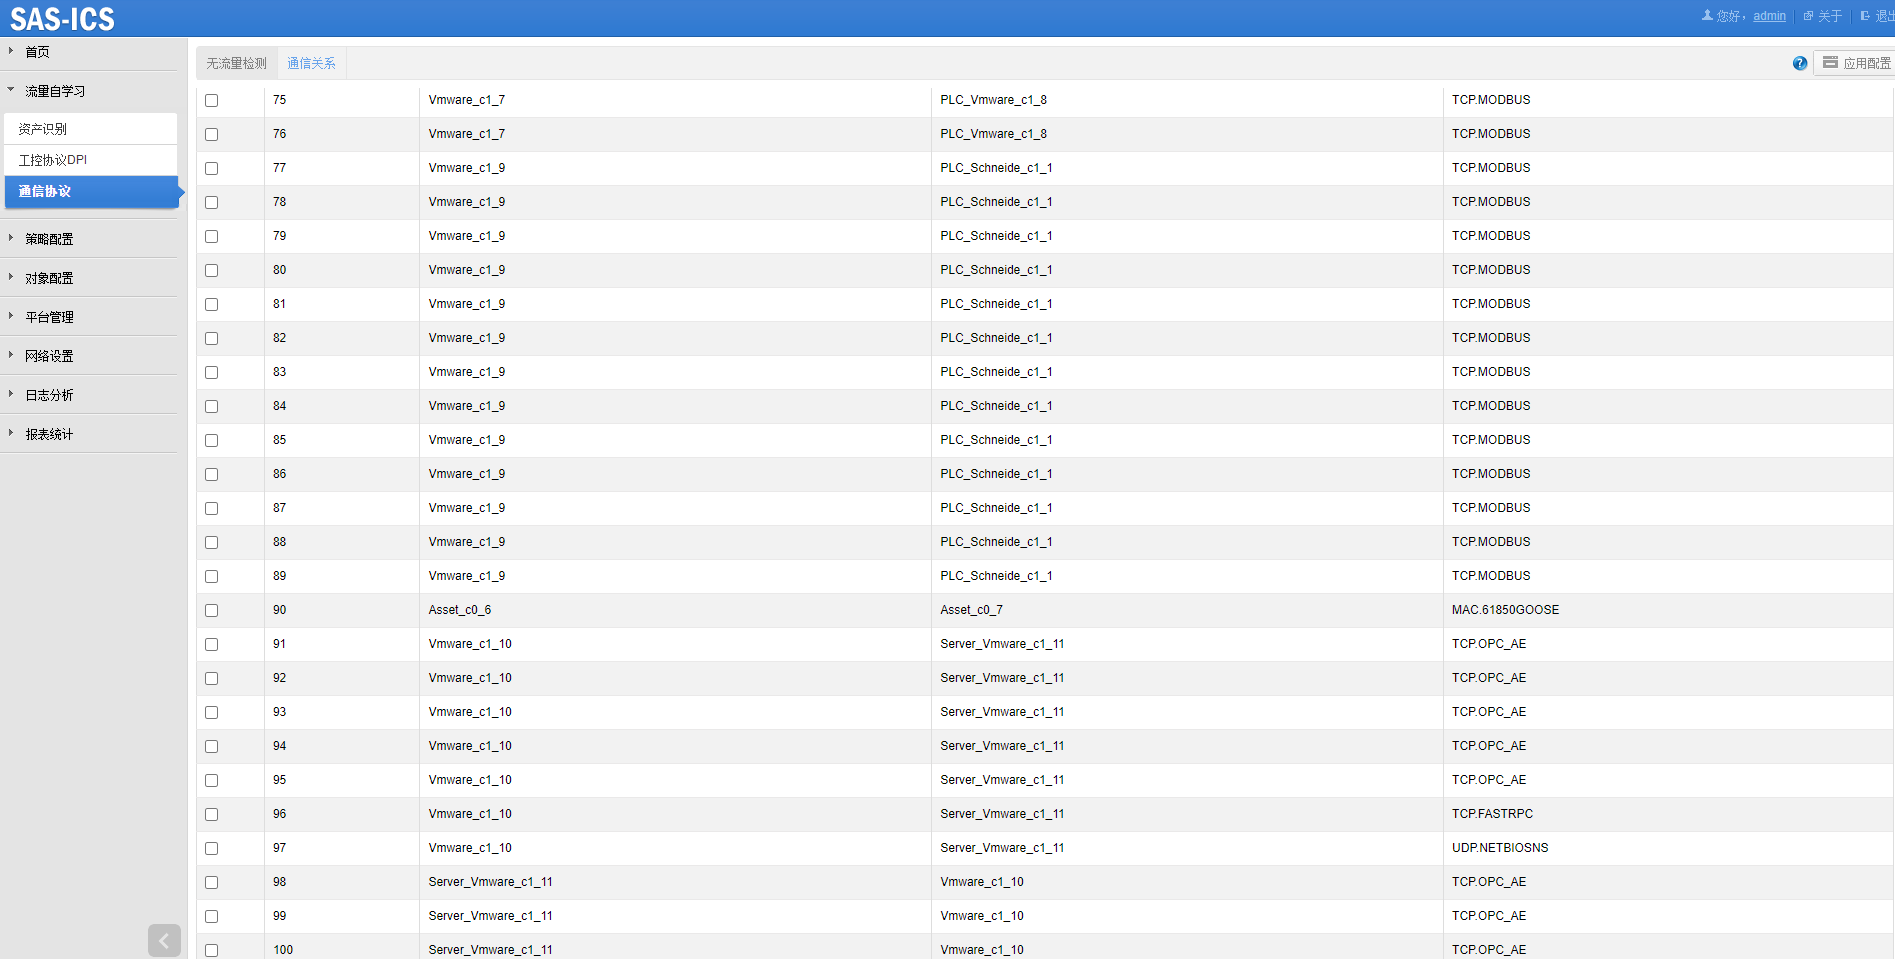 SAS-ICS
您好， admin 关于 退出
首页
流量自学习
资产识别
工控协议DPI
通信协议
策略配置
对象配置
平台管理
网络设置
日志分析
报表统计
无流量检测 通信关系 应用配置
75 Vmware_c1_7 PLC_Vmware_c1_8 TCP.MODBUS
76 Vmware_c1_7 PLC_Vmware_c1_8 TCP.MODBUS
77 Vmware_c1_9 PLC_Schneide_c1_1 TCP.MODBUS
78 Vmware_c1_9 PLC_Schneide_c1_1 TCP.MODBUS
79 Vmware_c1_9 PLC_Schneide_c1_1 TCP.MODBUS
80 Vmware_c1_9 PLC_Schneide_c1_1 TCP.MODBUS
81 Vmware_c1_9 PLC_Schneide_c1_1 TCP.MODBUS
82 Vmware_c1_9 PLC_Schneide_c1_1 TCP.MODBUS
83 Vmware_c1_9 PLC_Schneide_c1_1 TCP.MODBUS
84 Vmware_c1_9 PLC_Schneide_c1_1 TCP.MODBUS
85 Vmware_c1_9 PLC_Schneide_c1_1 TCP.MODBUS
86 Vmware_c1_9 PLC_Schneide_c1_1 TCP.MODBUS
87 Vmware_c1_9 PLC_Schneide_c1_1 TCP.MODBUS
88 Vmware_c1_9 PLC_Schneide_c1_1 TCP.MODBUS
89 Vmware_c1_9 PLC_Schneide_c1_1 TCP.MODBUS
90 Asset_c0_6 Asset_c0_7 MAC.61850GOOSE
91 Vmware_c1_10 Server_Vmware_c1_11 TCP.OPC_AE
92 Vmware_c1_10 Server_Vmware_c1_11 TCP.OPC_AE
93 Vmware_c1_10 Server_Vmware_c1_11 TCP.OPC_AE
94 Vmware_c1_10 Server_Vmware_c1_11 TCP.OPC_AE
95 Vmware_c1_10 Server_Vmware_c1_11 TCP.OPC_AE
96 Vmware_c1_10 Server_Vmware_c1_11 TCP.FASTRPC
97 Vmware_c1_10 Server_Vmware_c1_11 UDP.NETBIOSNS
98 Server_Vmware_c1_11 Vmware_c1_10 TCP.OPC_AE
99 Server_Vmware_c1_11 Vmware_c1_10 TCP.OPC_AE
100 Server_Vmware_c1_11 Vmware_c1_10 TCP.OPC_AE